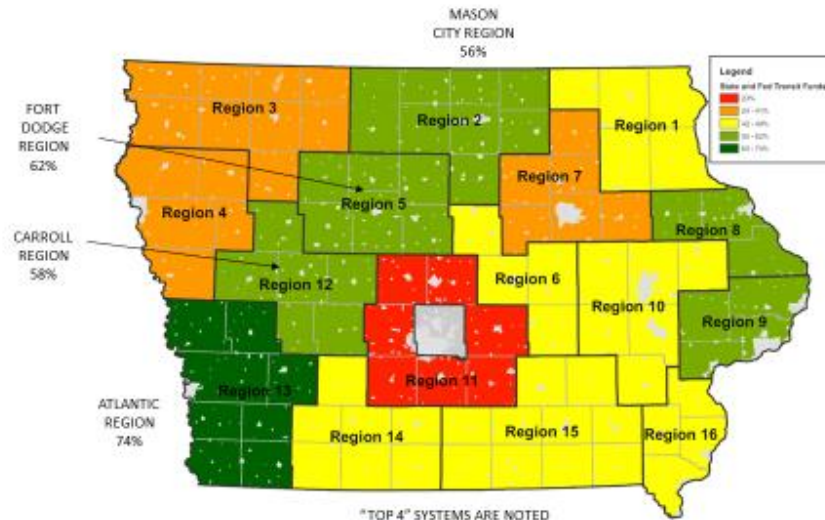 MASON
CITY REGION
56%
Legend
State and Fed Transit Funds
Region 3
Region 2
Region 1
FORT
DODGE
REGION
62%
Region 7
Region 4
Region 5
Region 8
CARROLL
REGION
58%
Region 12
Region 6
Region 10
Region 9
ATLANTIC
REGION
74%
Region 13
Region 11
Region 14
Region 15
Region 16
"TOP 4" SYSTEMS ARE NOTED